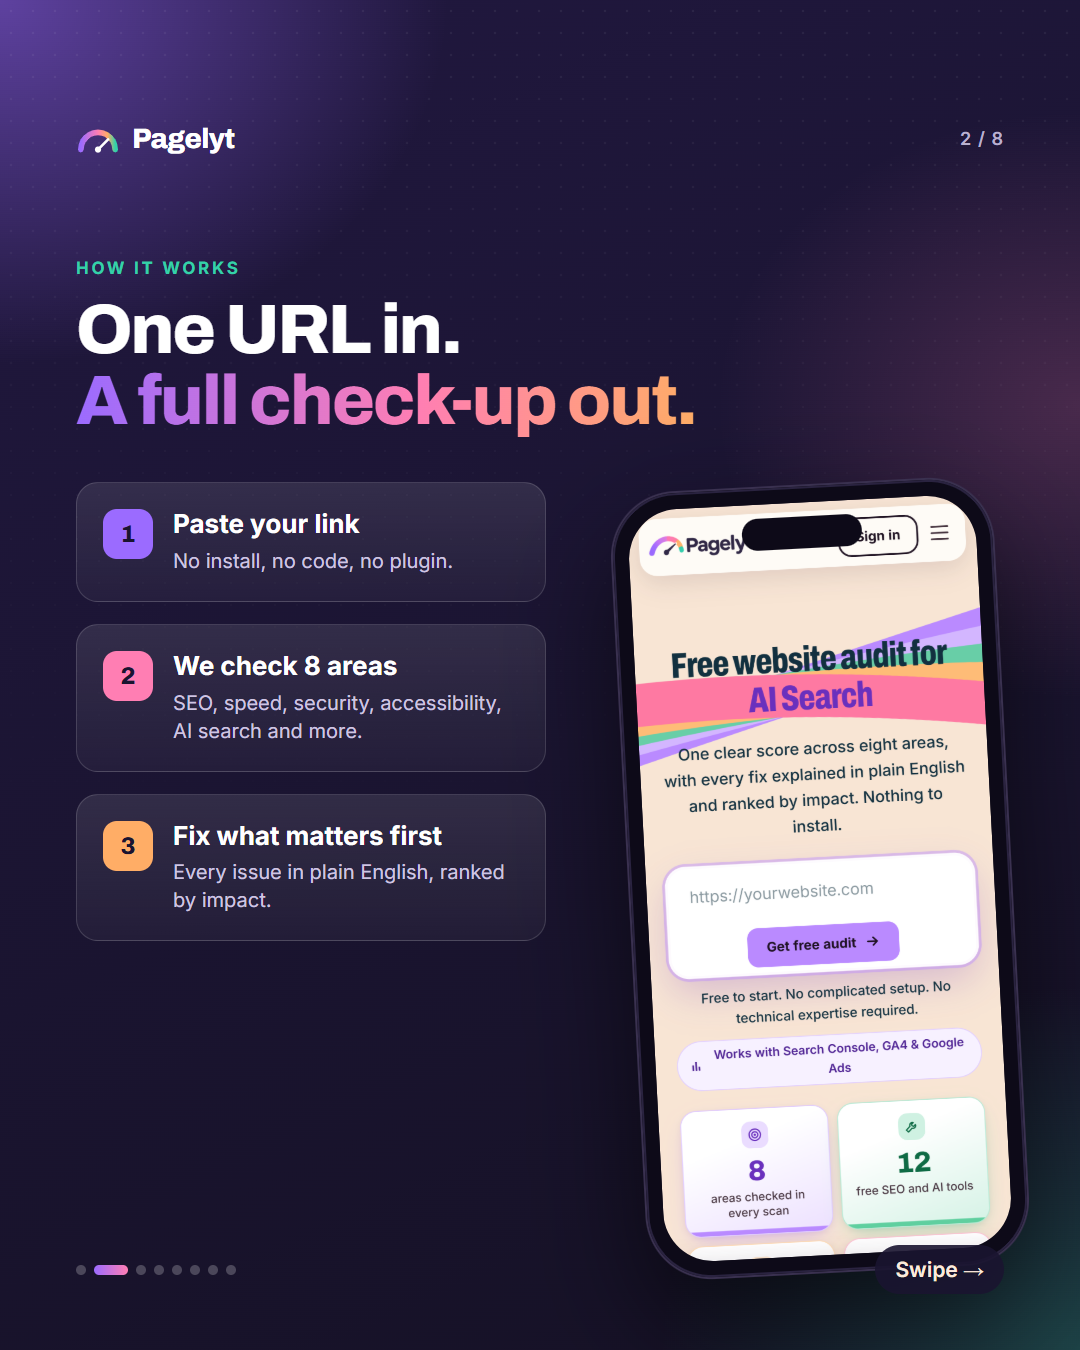 Pagelyt
2 / 8
HOW IT WORKS
One URL in.
A full check-up out.
1
Paste your link
No install, no code, no plugin.
2
We check 8 areas
SEO, speed, security, accessibility,
AI search and more.
3
Fix what matters first
Every issue in plain English, ranked
by impact.
Pagely
Sign in
Free website audit for
AI Search
One clear score across eight areas,
with every fix explained in plain English
and ranked by impact. Nothing to
install.
https://yourwebsite.com
Get free audit →
Free to start. No complicated setup. No
technical expertise required.
Works with Search Console, GA4 & Google
Ads
8
areas checked in
every scan
12
free SEO and AI tools
Swipe →